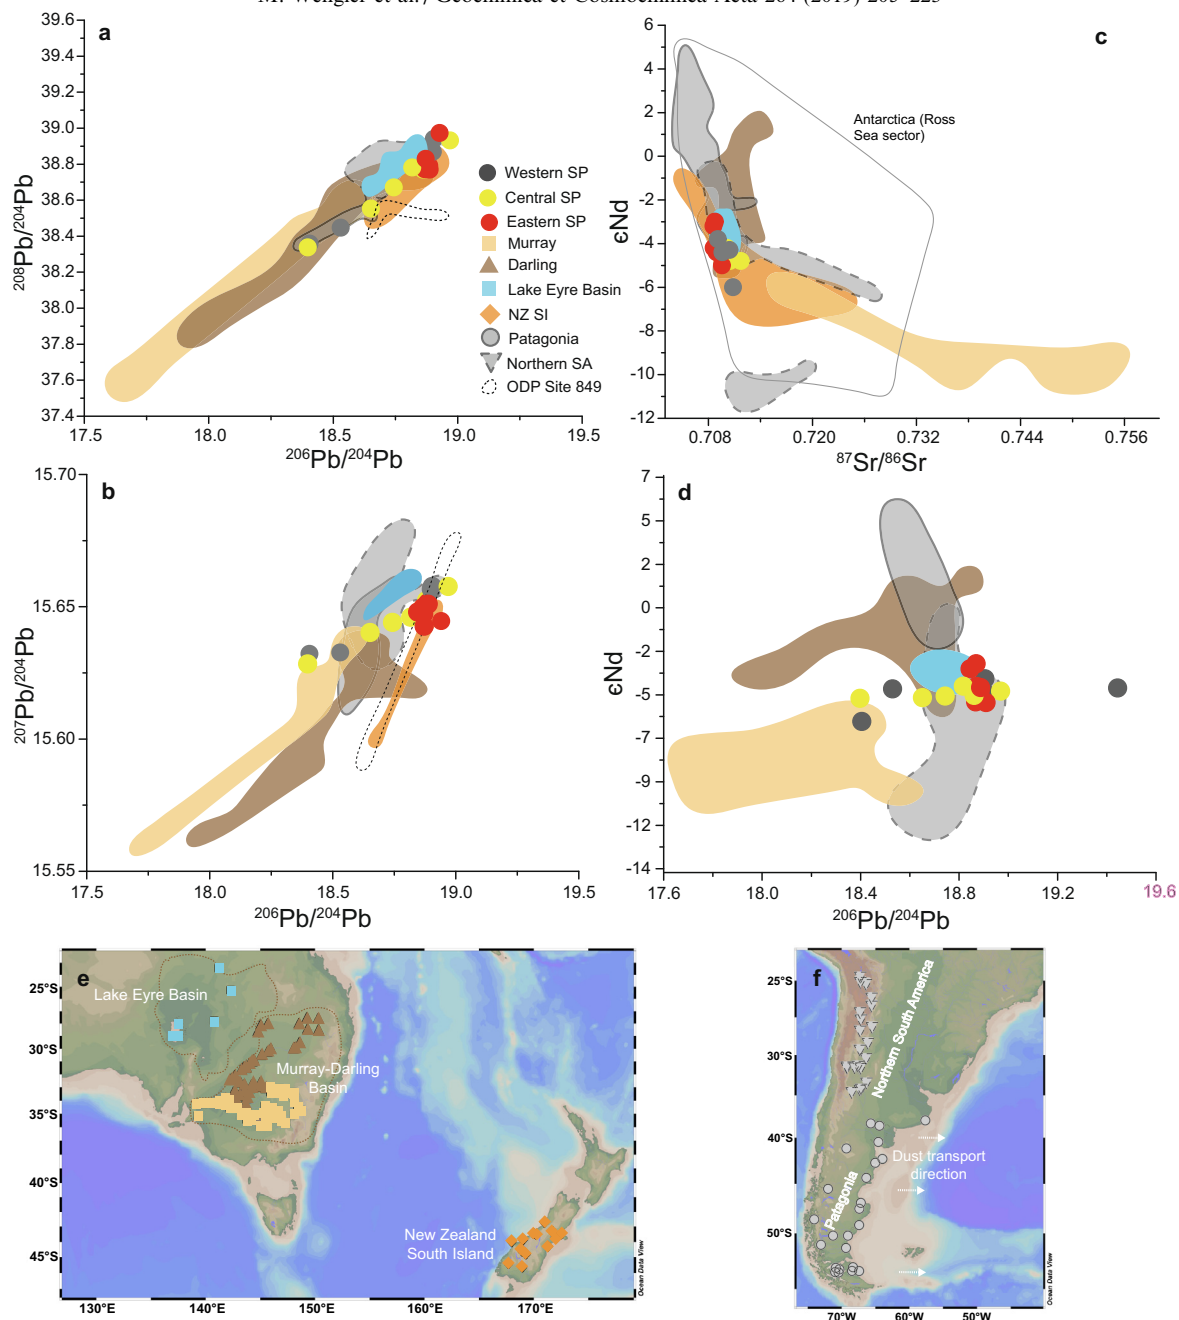 M. Wengler et al. / Geochimica et Cosmochimica Acta 264 (2019) 205–223
a
39.6
39.4
39.2
39.0
38.8
38.6
38.4
38.2
38.0
37.8
37.6
37.4
208Pb/204Pb
17.5 18.0 18.5 19.0 19.5
206Pb/204Pb
Western SP
Central SP
Eastern SP
Murray
Darling
Lake Eyre Basin
NZ SI
Patagonia
Northern SA
ODP Site 849
c
6
4
2
0
-2
-4
-6
-8
-10
-12
ϵNd
Antarctica (Ross
Sea sector)
0.708 0.720 0.732 0.744 0.756
87Sr/86Sr
b
15.70
15.65
15.60
15.55
207Pb/204Pb
17.5 18.0 18.5 19.0 19.5
206Pb/204Pb
d
7
5
2
0
-2
-5
-7
-9
-12
-14
ϵNd
17.6 18.0 18.4 18.8 19.2 19.6
206Pb/204Pb
e
25°S
30°S
35°S
40°S
45°S
Lake Eyre Basin
Murray-Darling
Basin
New Zealand
South Island
Ocean Data View
130°E 140°E 150°E 160°E 170°E
f
25°S
30°S
40°S
50°S
Northern South America
Patagonia
Dust transport
direction
Ocean Data View
70°W 60°W 50°W